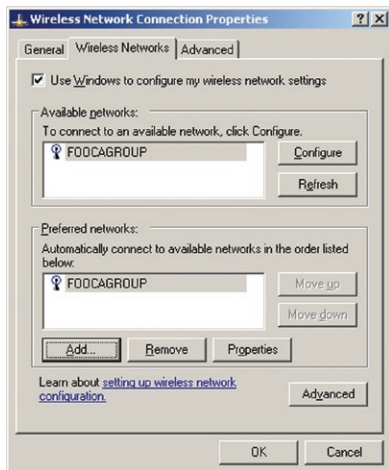 Wireless Network Connection Properties
General Wireless Networks Advanced
Use Windows to configure my wireless network settings
Available networks:
To connect to an available network, click Configure.
FOOCAGROUP
Configure
Refresh
Preferred networks:
Automatically connect to available networks in the order listed
below:
FOOCAGROUP
Move up
Move down
Add... Remove Properties
Learn about setting up wireless network
configuration.
Advanced
OK Cancel